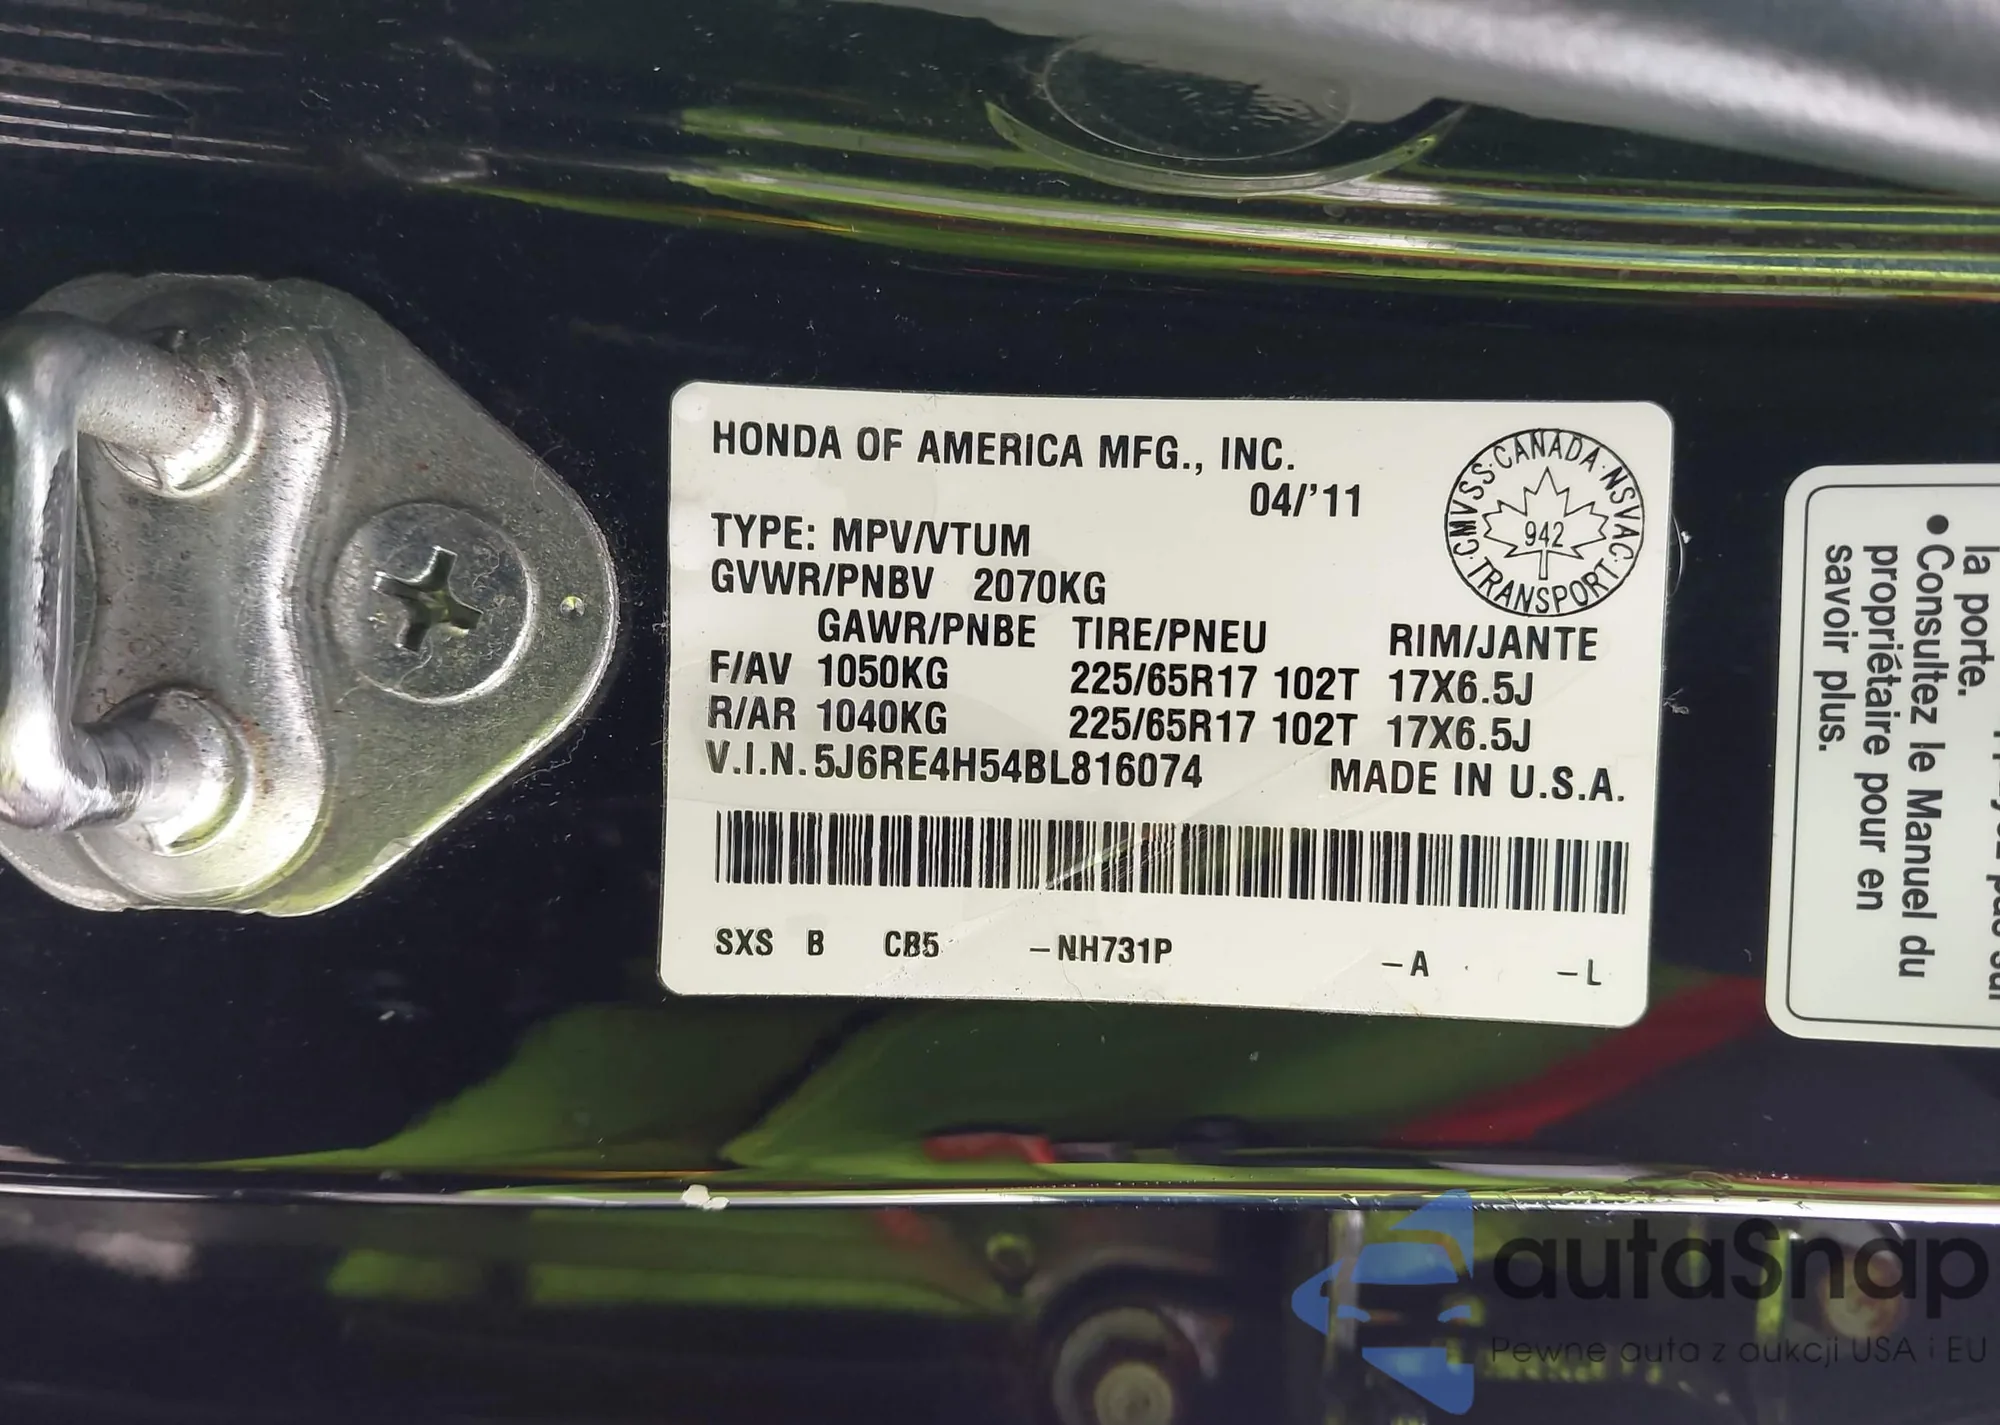 HONDA OF AMERICA MFG., INC.
04/'11
TYPE: MPV/VTUM
GVWR/PNBV 2070KG
GAWR/PNBE TIRE/PNEU RIM/JANTE
F/AV 1050KG 225/65R17 102T 17X6.5J
R/AR 1040KG 225/65R17 102T 17X6.5J
V.I.N. 5J6RE4H54BL816074 MADE IN U.S.A.
SXS B CB5 –NH731P –A –L
CANADA · NSVAC · TRANSPORT · CMVSS ·
942
la porte.
● Consultez le Manuel du
propriétaire pour en
savoir plus.
autaSnap
Pewne auta z aukcji USA i EU